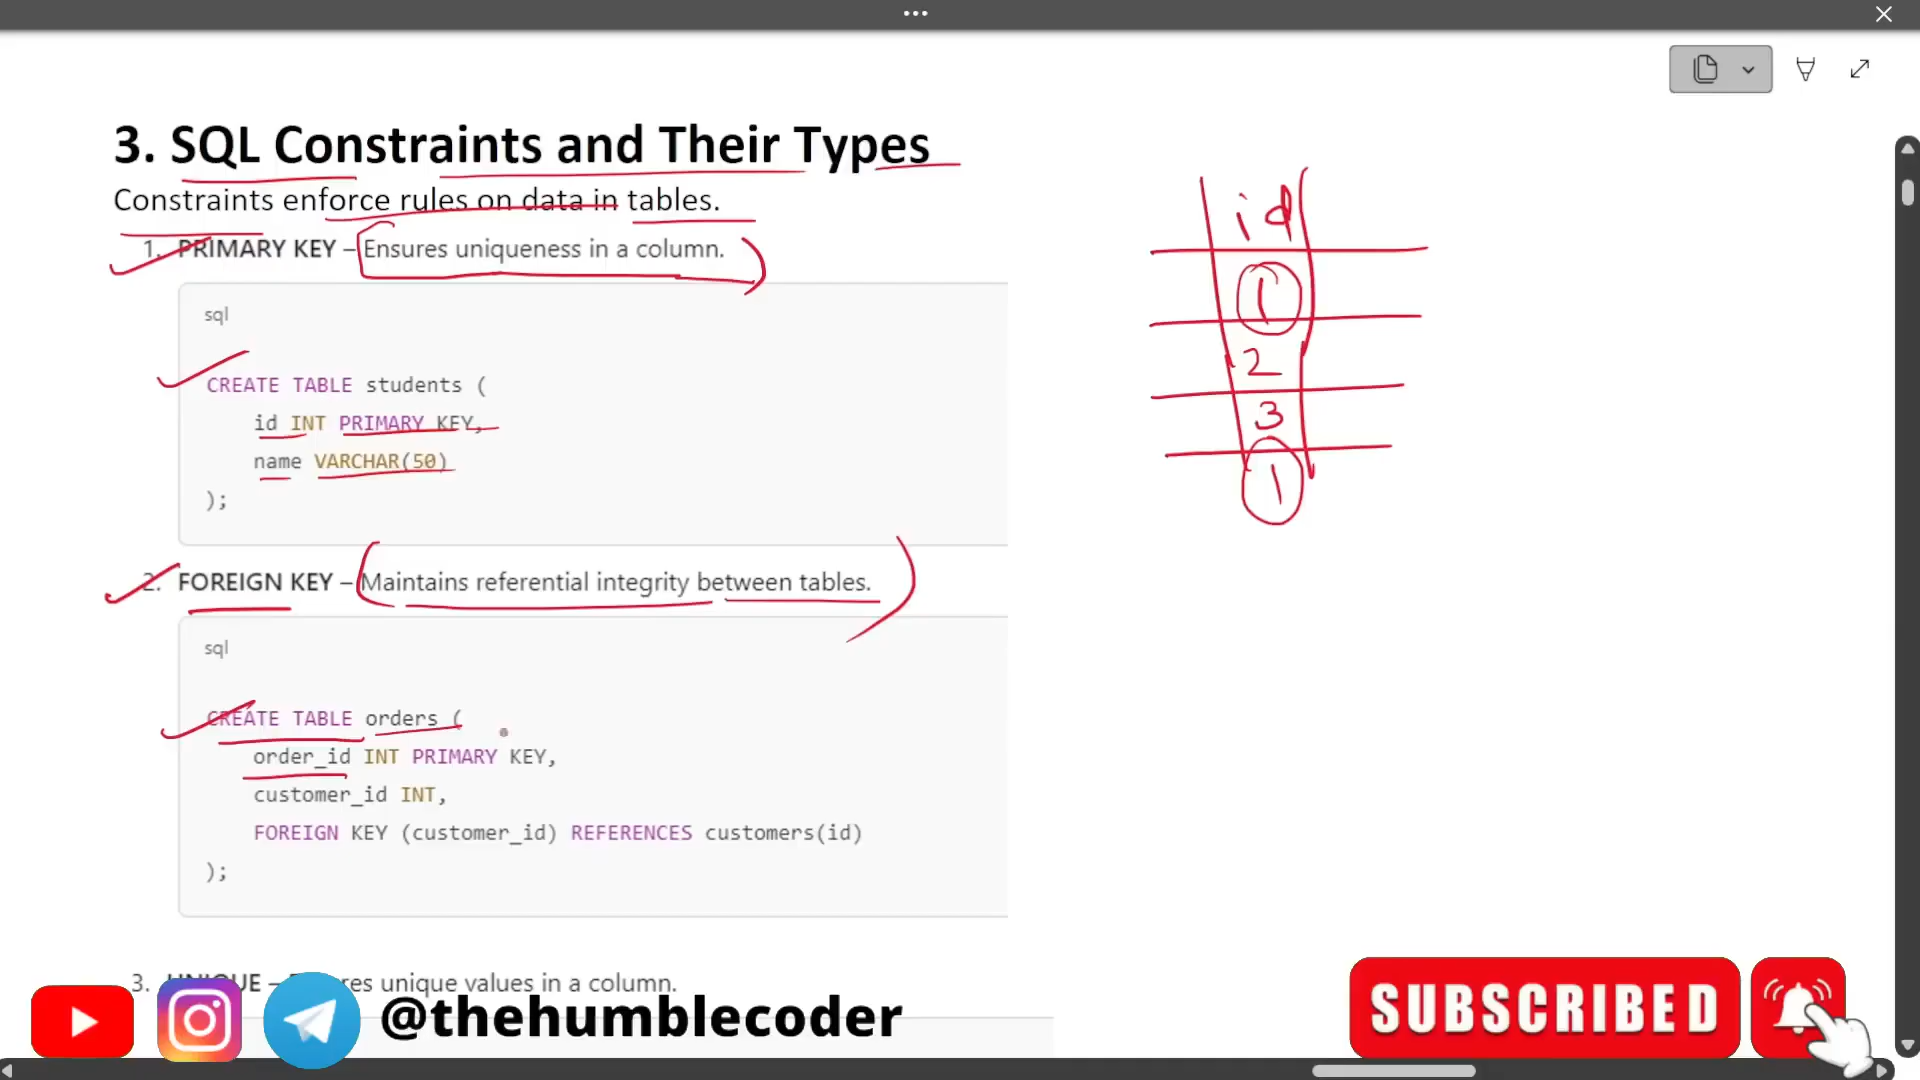 3. SQL Constraints and Their Types
Constraints enforce rules on data in tables.
1. PRIMARY KEY – Ensures uniqueness in a column.
sql
CREATE TABLE students (
id INT PRIMARY KEY,
name VARCHAR(50)
);
2. FOREIGN KEY – Maintains referential integrity between tables.
sql
CREATE TABLE orders (
order_id INT PRIMARY KEY,
customer_id INT,
FOREIGN KEY (customer_id) REFERENCES customers(id)
);
3. UNIQUE – unique values in a column.
@thehumblecoder
id
1
2
3
1
SUBSCRIBED